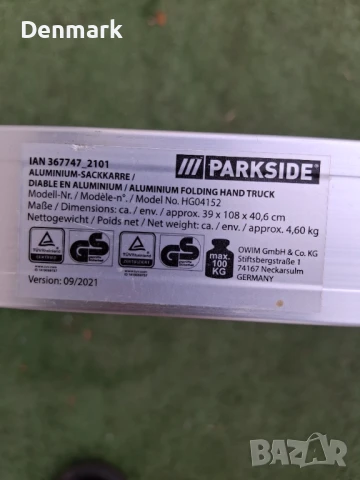 Denmark
IAN 367747_2101
PARKSIDE®
ALUMINIUM-SACKKARRE /
DIABLE EN ALUMINIUM / ALUMINIUM FOLDING HAND TRUCK
Modell-Nr. / Modèle-n°. / Model No. HG04152
Maße / Dimensions: ca. / env. / approx. 39 x 108 x 40,6 cm
Nettogewicht / Poids net / Net weight: ca. / env. / approx. 4,60 kg
GS
GS
max.
100
KG
OWIM GmbH & Co. KG
Stiftsbergstraße 1
74167 Neckarsulm
GERMANY
Version: 09/2021
BAZAR